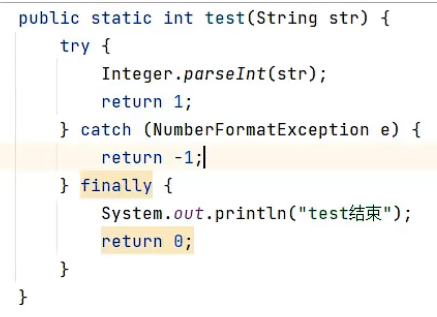 public static int test(String str) {
    try {
        Integer.parseInt(str);
        return 1;
    } catch (NumberFormatException e) {
        return -1;
    } finally {
        System.out.println("test结束");
        return 0;
    }
}